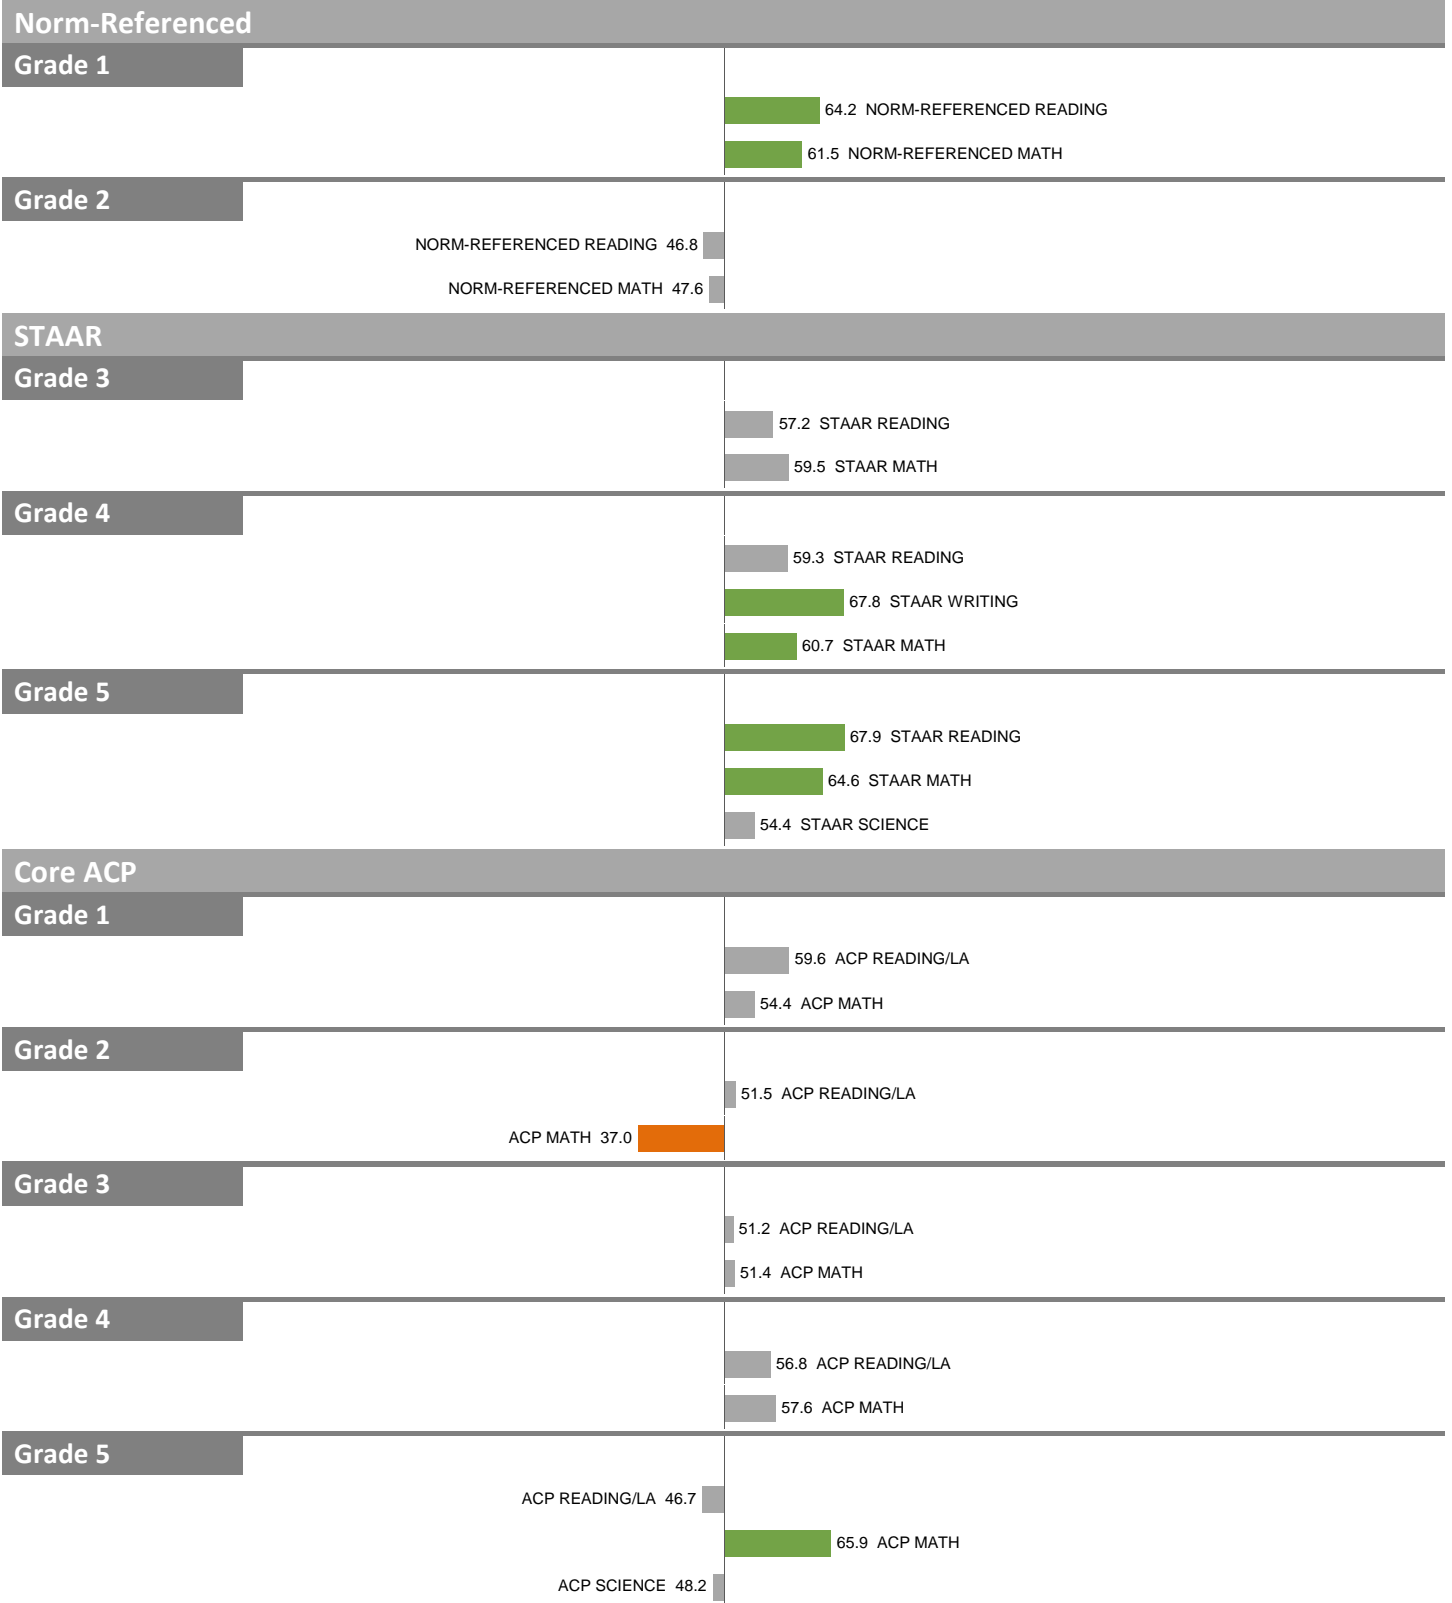 Norm-Referenced
Grade 1
64.2 NORM-REFERENCED READING
61.5 NORM-REFERENCED MATH
Grade 2
NORM-REFERENCED READING 46.8
NORM-REFERENCED MATH 47.6
STAAR
Grade 3
57.2 STAAR READING
59.5 STAAR MATH
Grade 4
59.3 STAAR READING
67.8 STAAR WRITING
60.7 STAAR MATH
Grade 5
67.9 STAAR READING
64.6 STAAR MATH
54.4 STAAR SCIENCE
Core ACP
Grade 1
59.6 ACP READING/LA
54.4 ACP MATH
Grade 2
51.5 ACP READING/LA
ACP MATH 37.0
Grade 3
51.2 ACP READING/LA
51.4 ACP MATH
Grade 4
56.8 ACP READING/LA
57.6 ACP MATH
Grade 5
ACP READING/LA 46.7
65.9 ACP MATH
ACP SCIENCE 48.2